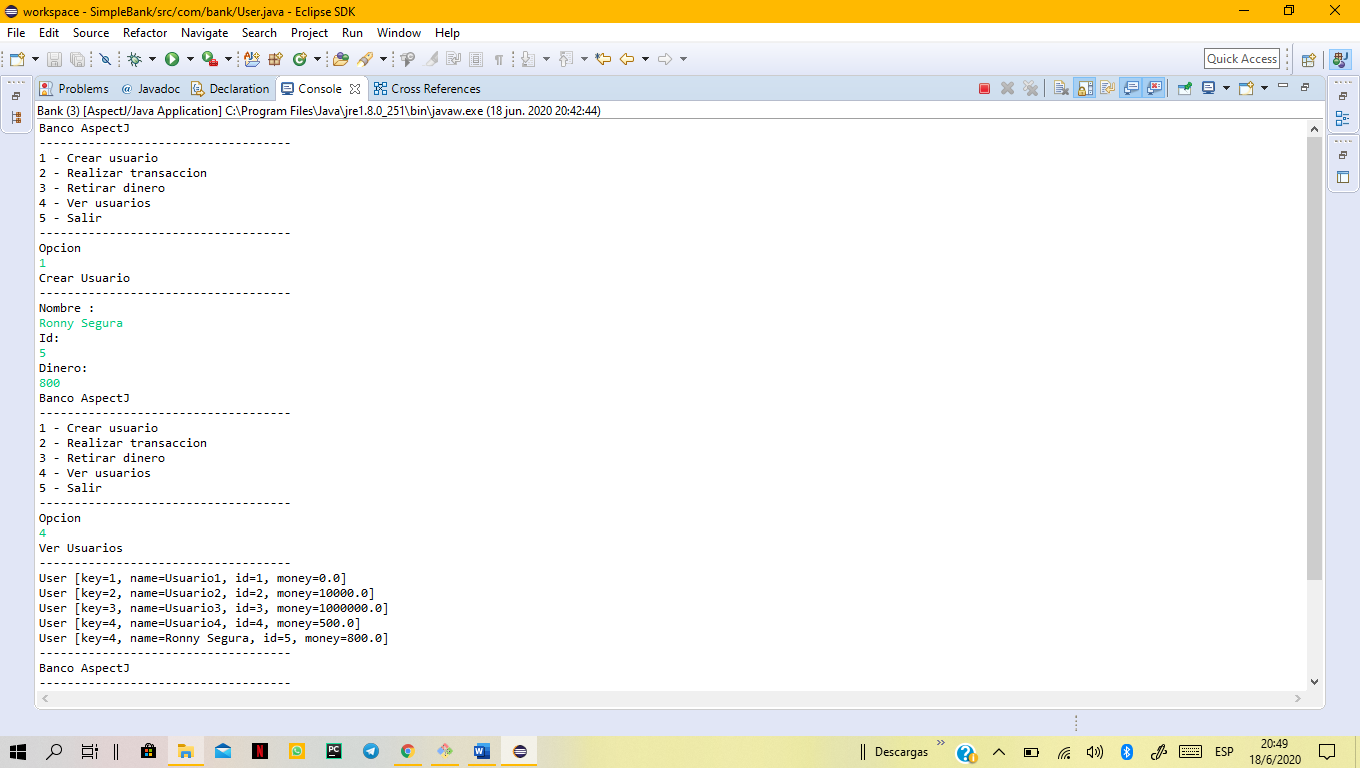 workspace - SimpleBank/src/com/bank/User.java - Eclipse SDK
File Edit Source Refactor Navigate Search Project Run Window Help
Quick Access
Problems @ Javadoc Declaration Console Cross References
Bank (3) [AspectJ/Java Application] C:\Program Files\Java\jre1.8.0_251\bin\javaw.exe (18 jun. 2020 20:42:44)
Banco AspectJ
------------------------------------
1 - Crear usuario
2 - Realizar transaccion
3 - Retirar dinero
4 - Ver usuarios
5 - Salir
------------------------------------
Opcion
1
Crear Usuario
------------------------------------
Nombre :
Ronny Segura
Id:
5
Dinero:
800
Banco AspectJ
------------------------------------
1 - Crear usuario
2 - Realizar transaccion
3 - Retirar dinero
4 - Ver usuarios
5 - Salir
------------------------------------
Opcion
4
Ver Usuarios
------------------------------------
User [key=1, name=Usuario1, id=1, money=0.0]
User [key=2, name=Usuario2, id=2, money=10000.0]
User [key=3, name=Usuario3, id=3, money=1000000.0]
User [key=4, name=Usuario4, id=4, money=500.0]
User [key=4, name=Ronny Segura, id=5, money=800.0]
------------------------------------
Banco AspectJ
------------------------------------
Descargas
ESP
20:49
18/6/2020